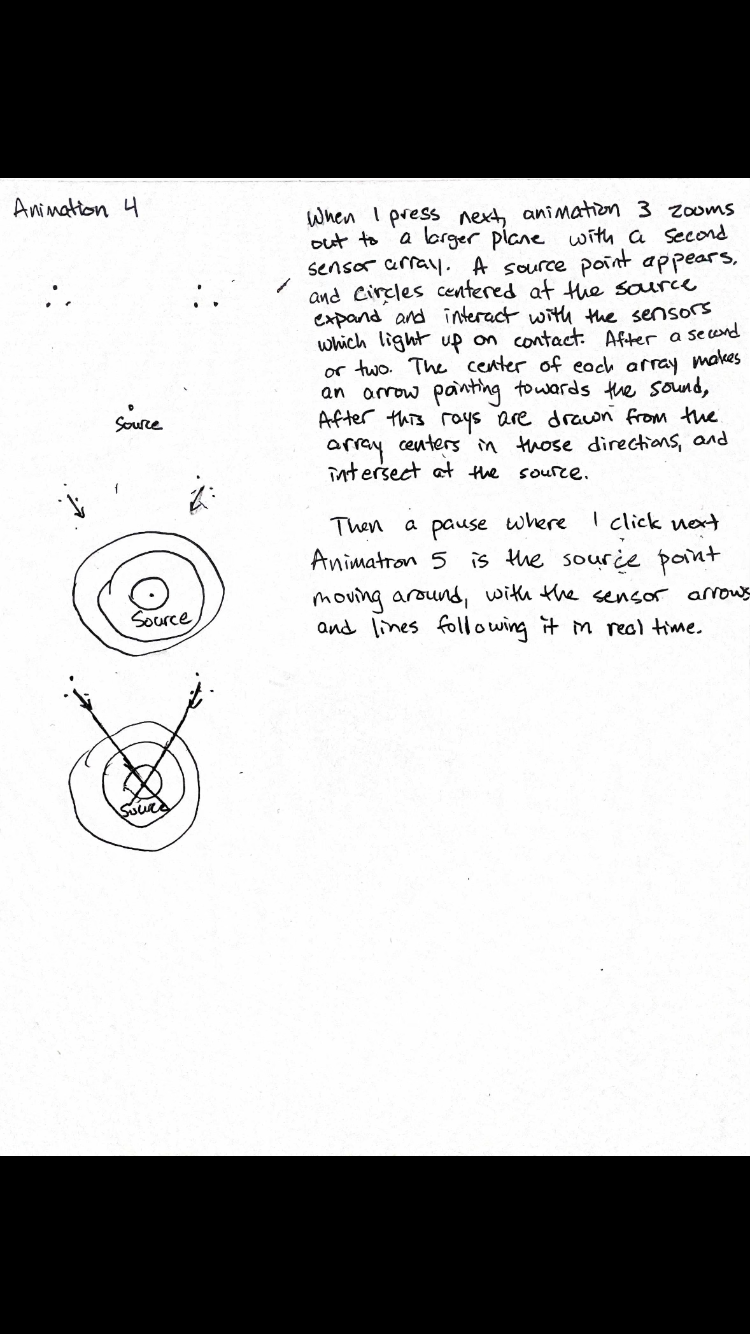 Animation 4
When I press next, animation 3 zooms
out to a larger plane with a second
sensor array. A source point appears,
and circles centered at the source
expand and interact with the sensors
which light up on contact. After a second
or two. The center of each array makes
an arrow pointing towards the sound,
After this rays are drawn from the
array centers in those directions, and
intersect at the source.
Then a pause where I click next
Animation 5 is the source point
moving around, with the sensor arrows
and lines following it in real time.
Source
Source
Source